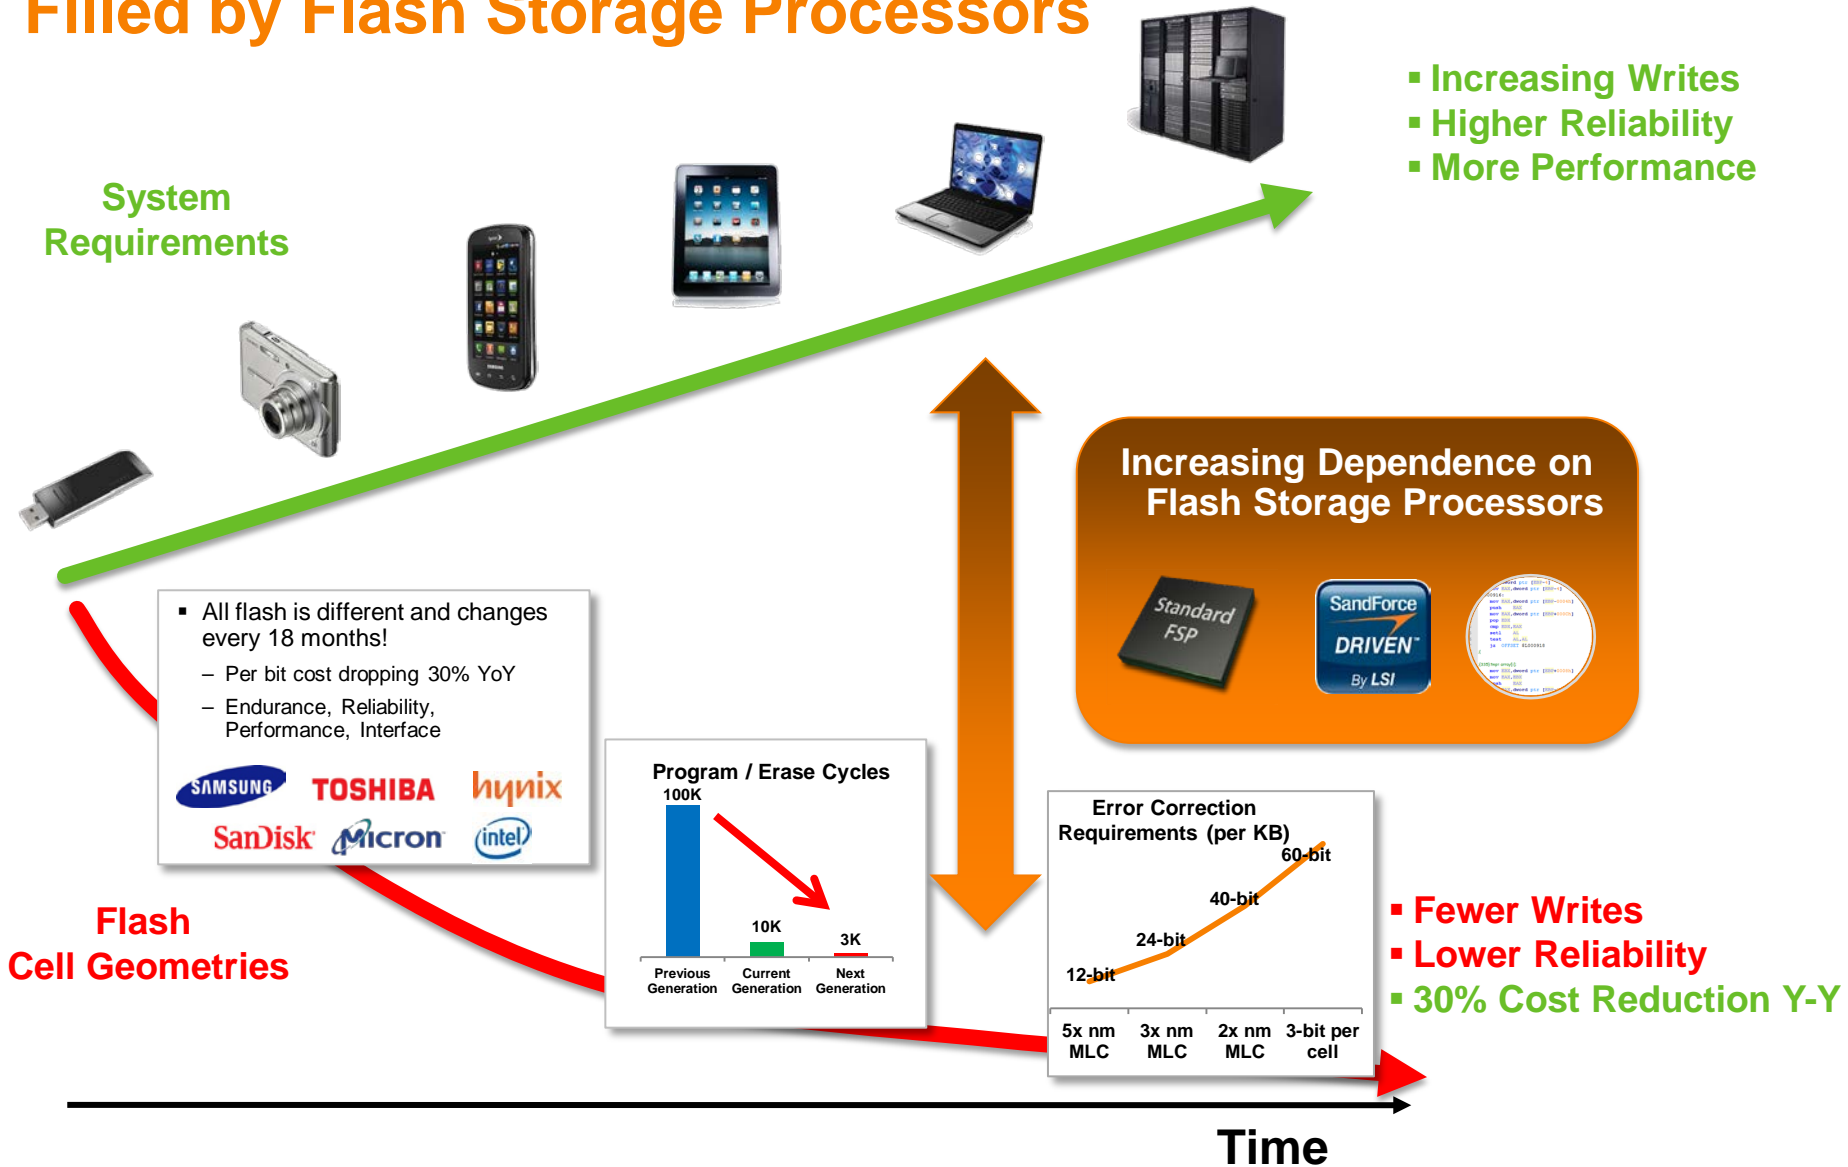 Filled by Flash Storage Processors
▪ Increasing Writes
▪ Higher Reliability
▪ More Performance
System
Requirements
Increasing Dependence on
Flash Storage Processors
Standard
FSP
SandForce
DRIVEN™
By LSI
▪ All flash is different and changes
every 18 months!
– Per bit cost dropping 30% YoY
– Endurance, Reliability,
Performance, Interface
SAMSUNG TOSHIBA hynix
SanDisk Micron intel
Program / Erase Cycles
100K
10K
3K
Previous Generation
Current Generation
Next Generation
Error Correction
Requirements (per KB)
60-bit
40-bit
24-bit
12-bit
5x nm MLC
3x nm MLC
2x nm MLC
3-bit per cell
Flash
Cell Geometries
▪ Fewer Writes
▪ Lower Reliability
▪ 30% Cost Reduction Y-Y
Time